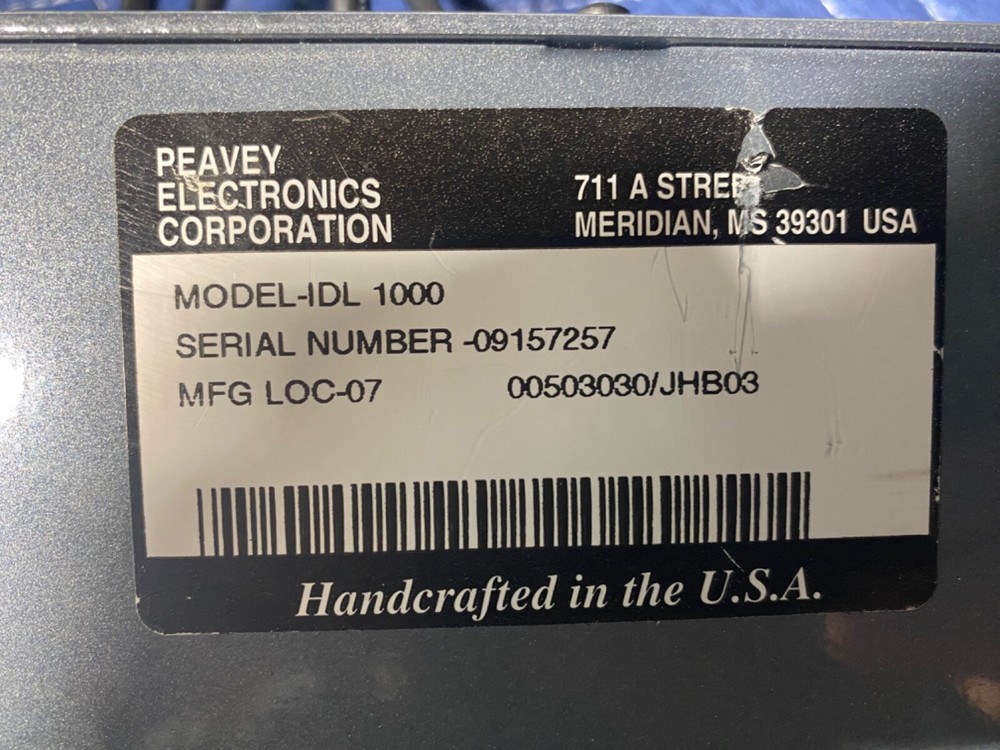 PEAVEY
ELECTRONICS
CORPORATION
711 A STREET
MERIDIAN, MS 39301 USA
MODEL-IDL 1000
SERIAL NUMBER -09157257
MFG LOC-07 00503030/JHB03
Handcrafted in the U.S.A.